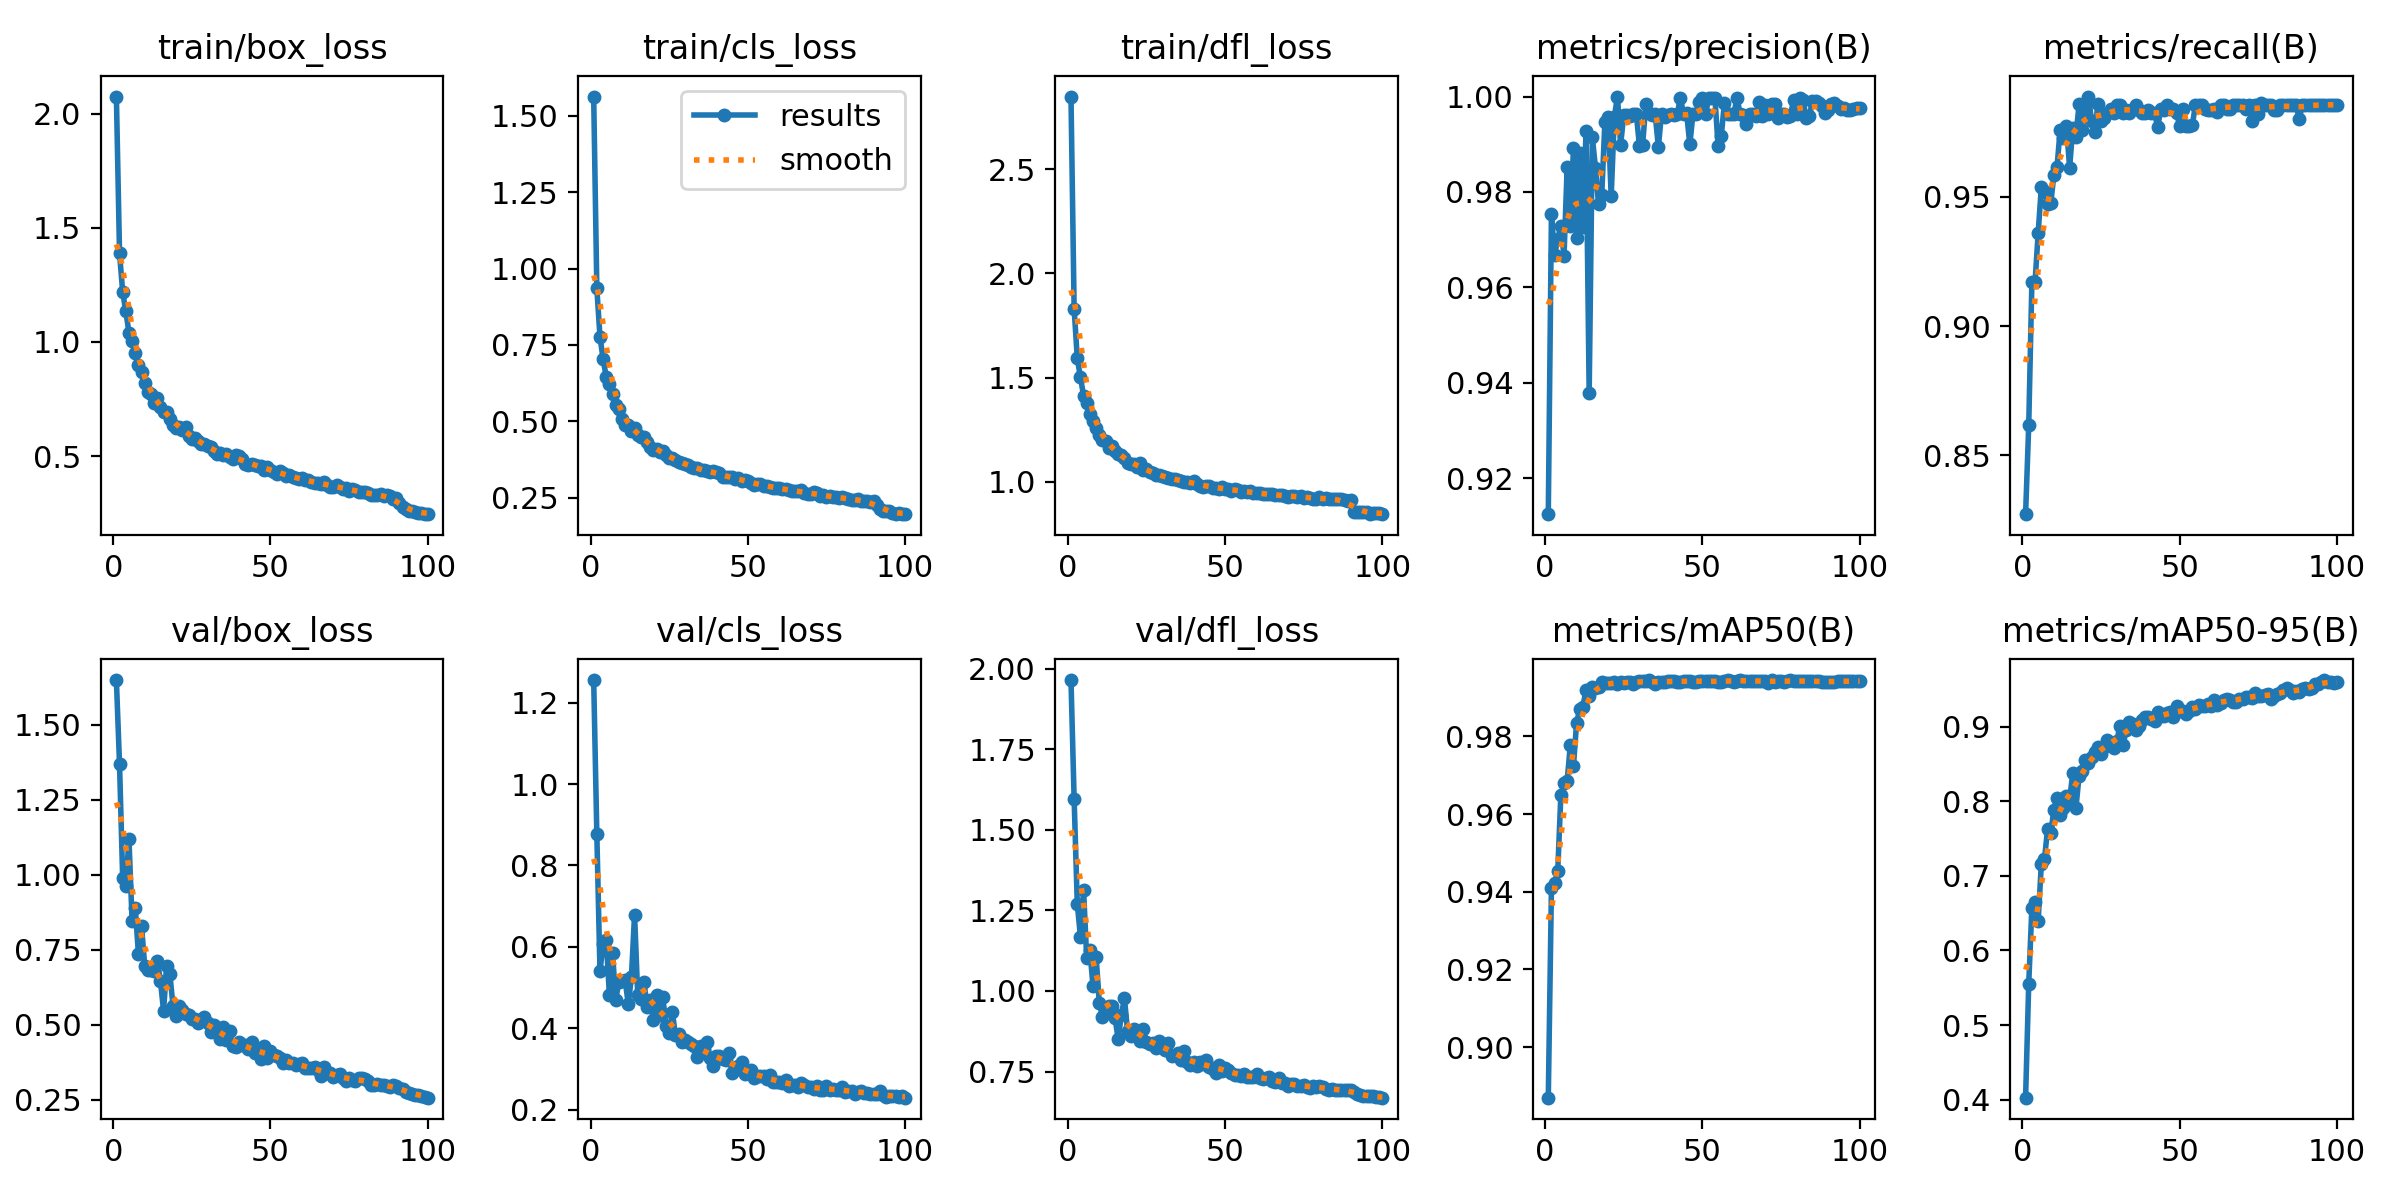 train/box_loss
2.0
1.5
1.0
0.5
0 50 100
train/cls_loss
results
smooth
1.50
1.25
1.00
0.75
0.50
0.25
0 50 100
train/dfl_loss
2.5
2.0
1.5
1.0
0 50 100
metrics/precision(B)
1.00
0.98
0.96
0.94
0.92
0 50 100
metrics/recall(B)
0.95
0.90
0.85
0 50 100
val/box_loss
1.50
1.25
1.00
0.75
0.50
0.25
0 50 100
val/cls_loss
1.2
1.0
0.8
0.6
0.4
0.2
0 50 100
val/dfl_loss
2.00
1.75
1.50
1.25
1.00
0.75
0 50 100
metrics/mAP50(B)
0.98
0.96
0.94
0.92
0.90
0 50 100
metrics/mAP50-95(B)
0.9
0.8
0.7
0.6
0.5
0.4
0 50 100